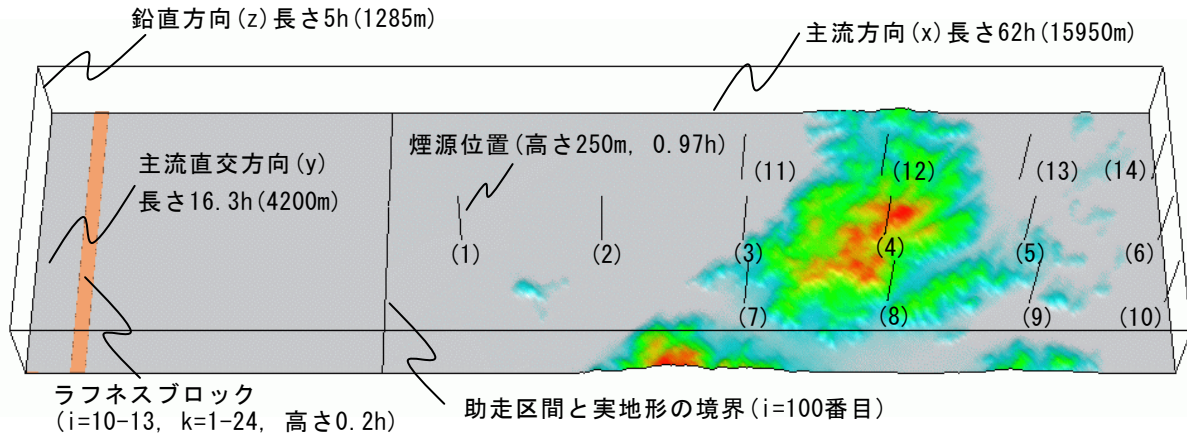 鉛直方向(z)長さ5h(1285m)
主流方向(x)長さ62h(15950m)
煙源位置(高さ250m, 0.97h)
主流直交方向(y)
長さ16.3h(4200m)
(11)
(12)
(13)
(14)
(1)
(2)
(3)
(4)
(5)
(6)
(7)
(8)
(9)
(10)
ラフネスブロック
(i=10-13, k=1-24, 高さ0.2h)
助走区間と実地形の境界(i=100番目)